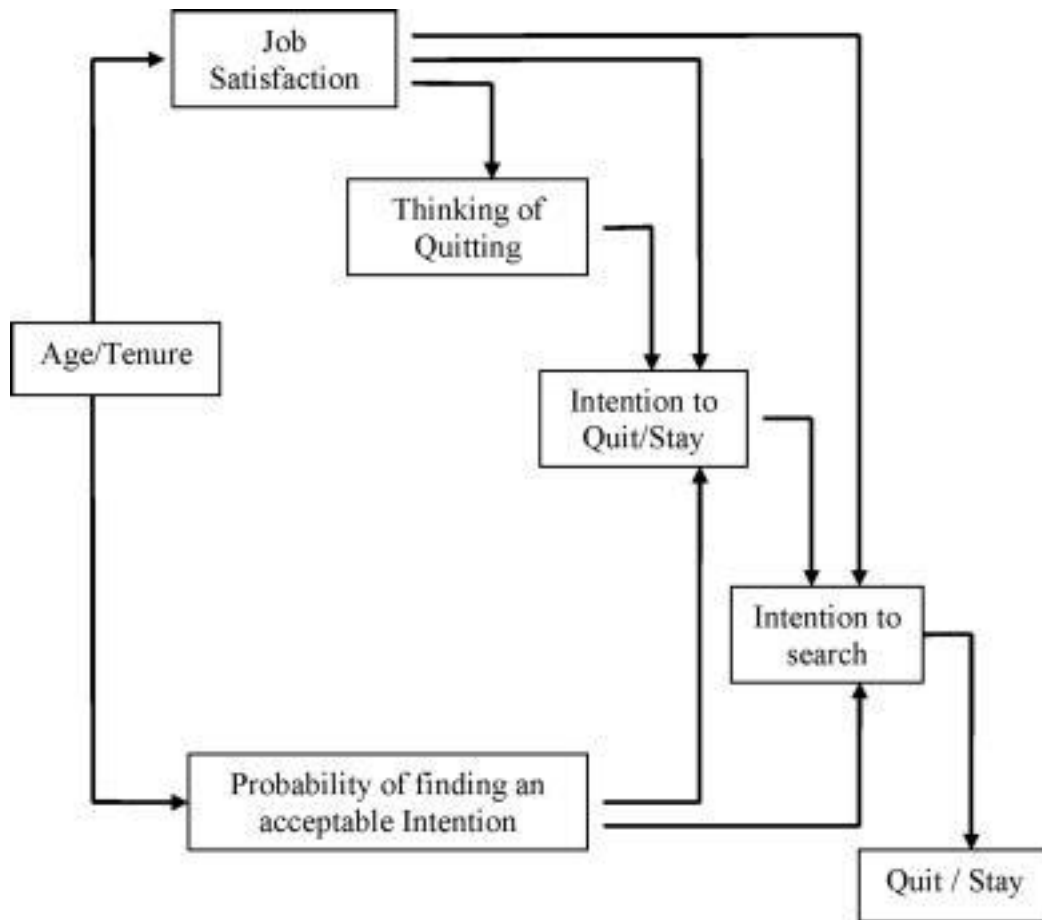 Job
Satisfaction
Thinking of
Quitting
Age/Tenure
Intention to
Quit/Stay
Intention to
search
Probability of finding an
acceptable Intention
Quit / Stay